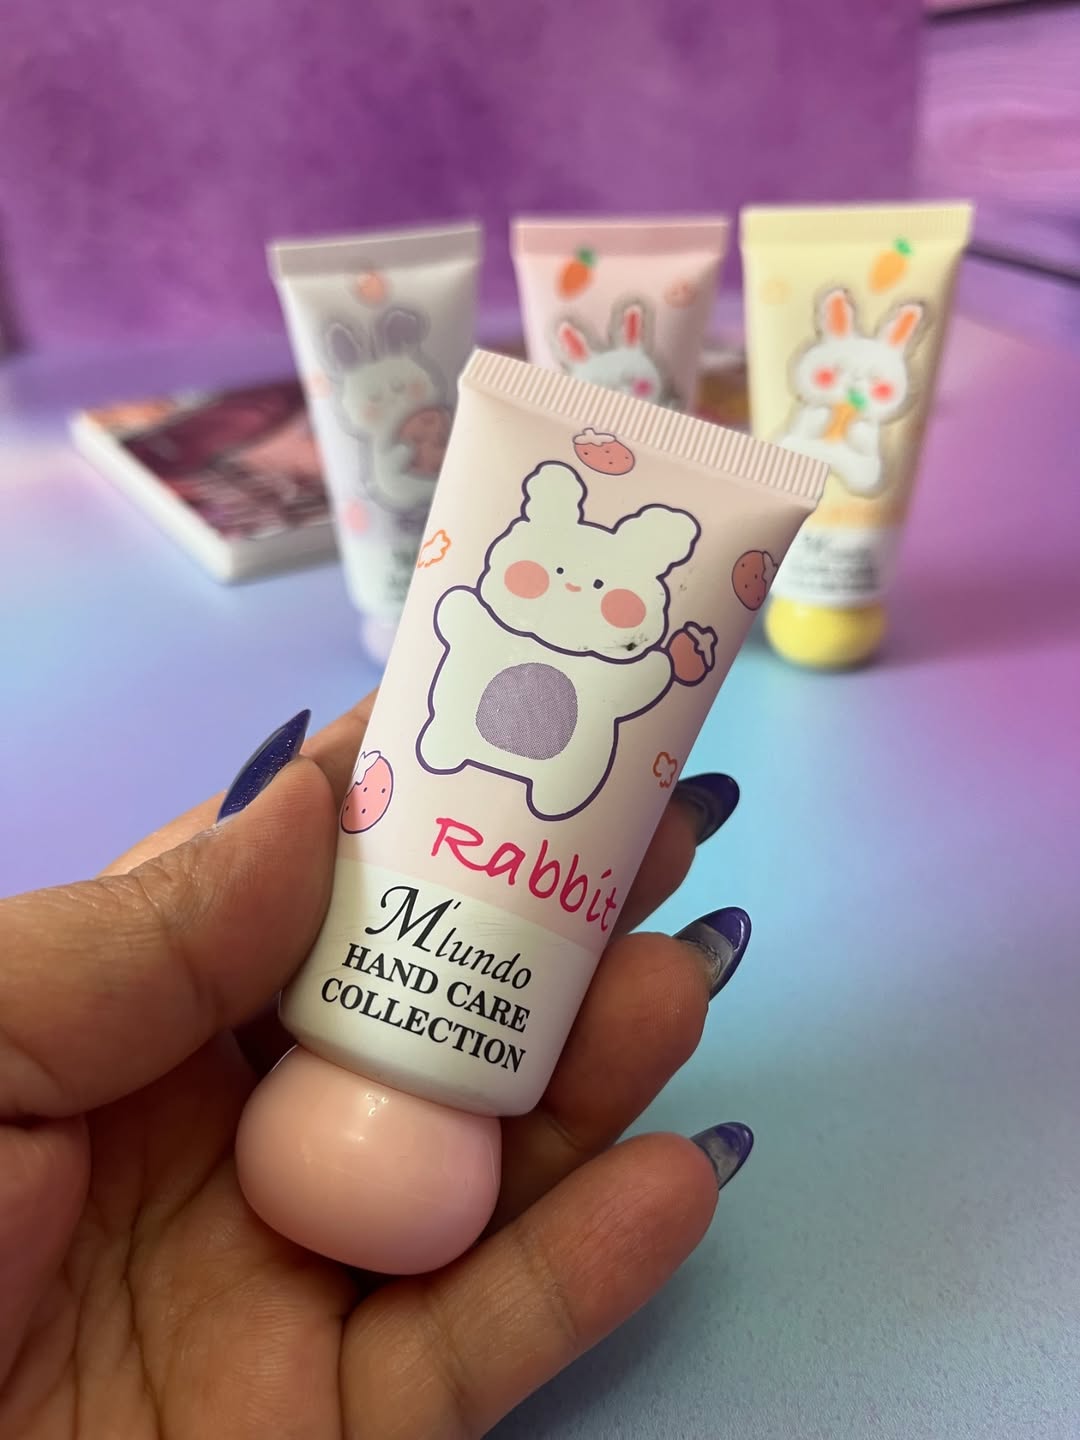 Rabbit
M'lundo
HAND CARE
COLLECTION